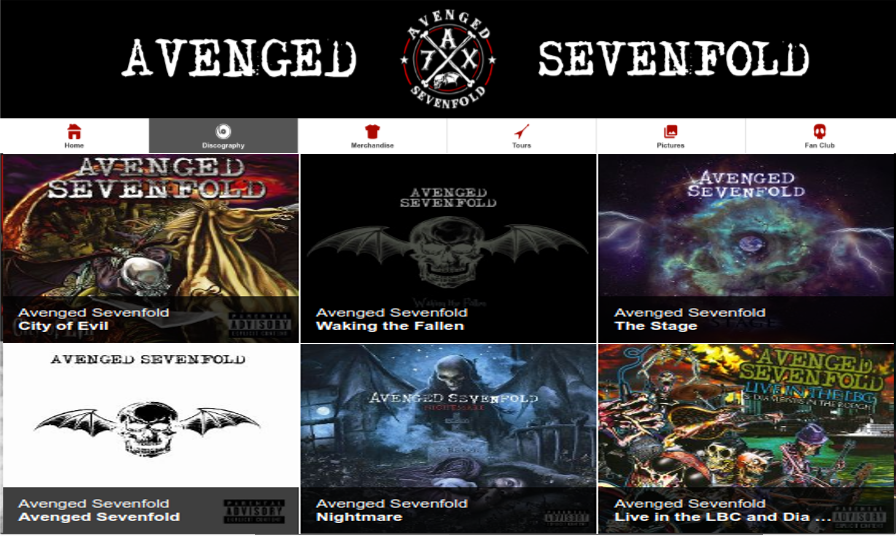 AVENGED
AVENGED
7 A X
SEVENFOLD
SEVENFOLD
Home
Discography
Merchandise
Tours
Pictures
Fan Club
AVENGED
SEVENFOLD
Avenged Sevenfold
City of Evil
PARENTAL
ADVISORY
EXPLICIT CONTENT
AVENGED
SEVENFOLD
Waking the Fallen
Avenged Sevenfold
Waking the Fallen
AVENGED
SEVENFOLD
Avenged Sevenfold
The Stage
STAGE
AVENGED SEVENFOLD
Avenged Sevenfold
Avenged Sevenfold
PARENTAL
ADVISORY
EXPLICIT CONTENT
AVENGED SEVENFOLD
NIGHTMARE
Avenged Sevenfold
Nightmare
ADVISORY
AVENGED
SEVENFOLD
LIVE IN THE LBC
& DIAMONDS IN THE ROUGH
Avenged Sevenfold
Live in the LBC and Dia ...
ADVISORY